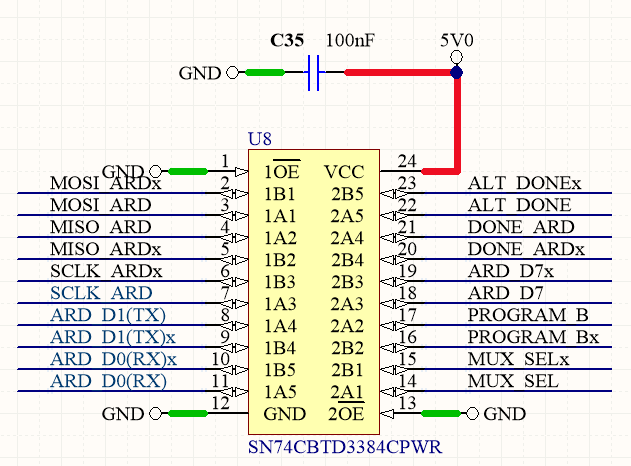 C35 100nF 5V0
GND
U8
GND 1 1OE VCC 24
MOSI_ARDx 2 1B1 2B5 23 ALT_DONEx
MOSI_ARD 3 1A1 2A5 22 ALT_DONE
MISO_ARD 4 1A2 2A4 21 DONE_ARD
MISO_ARDx 5 1B2 2B4 20 DONE_ARDx
SCLK_ARDx 6 1B3 2B3 19 ARD_D7x
SCLK_ARD 7 1A3 2A3 18 ARD_D7
ARD_D1(TX) 8 1A4 2A2 17 PROGRAM_B
ARD_D1(TX)x 9 1B4 2B2 16 PROGRAM_Bx
ARD_D0(RX)x 10 1B5 2B1 15 MUX_SELx
ARD_D0(RX) 11 1A5 2A1 14 MUX_SEL
GND 12 GND 2OE 13 GND
SN74CBTD3384CPWR